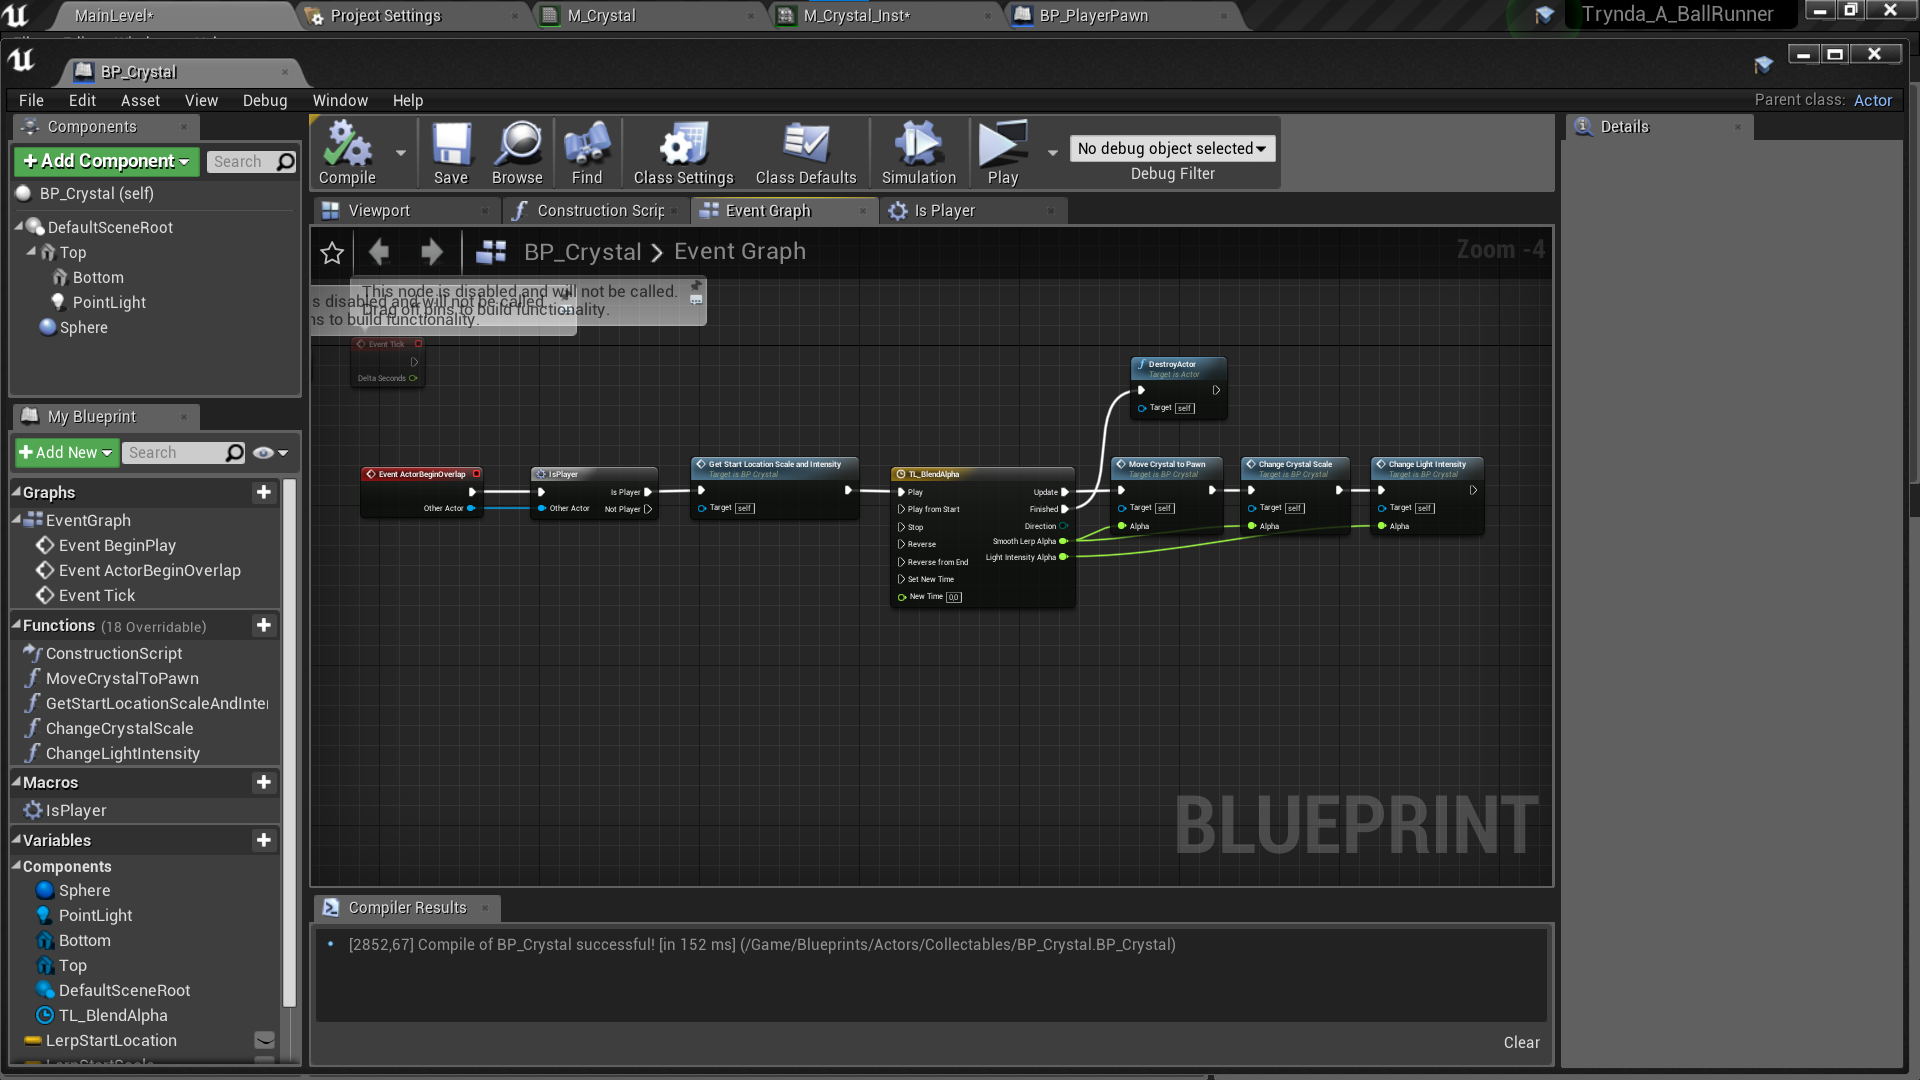 MainLevel*
Project Settings
M_Crystal
M_Crystal_Inst*
BP_PlayerPawn
Trynda_A_BallRunner
BP_Crystal
File Edit Asset View Debug Window Help
Parent class: Actor
Components
Add Component
Search
BP_Crystal (self)
DefaultSceneRoot
Top
Bottom
PointLight
Sphere
Compile
Save
Browse
Find
Class Settings
Class Defaults
Simulation
Play
No debug object selected
Debug Filter
Details
Viewport
Construction Scrip
Event Graph
Is Player
BP_Crystal > Event Graph
Zoom -4
This node is disabled and will not be called.
Drag off pins to build functionality.
s disabled and will not be called.
ns to build functionality.
Event Tick
Delta Seconds
Event ActorBeginOverlap
Other Actor
IsPlayer
Is Player
Other Actor
Not Player
Get Start Location Scale and Intensity
Target is BP Crystal
Target self
TL_BlendAlpha
Play
Update
Play from Start
Finished
Stop
Direction
Reverse
Smooth Lerp Alpha
Reverse from End
Light Intensity Alpha
Set New Time
New Time 0,0
DestroyActor
Target is Actor
Target self
Move Crystal to Pawn
Target is BP Crystal
Target self
Alpha
Change Crystal Scale
Target is BP Crystal
Target self
Alpha
Change Light Intensity
Target is BP Crystal
Target self
Alpha
BLUEPRINT
My Blueprint
Add New
Search
Graphs
EventGraph
Event BeginPlay
Event ActorBeginOverlap
Event Tick
Functions (18 Overridable)
ConstructionScript
MoveCrystalToPawn
GetStartLocationScaleAndInte
ChangeCrystalScale
ChangeLightIntensity
Macros
IsPlayer
Variables
Components
Sphere
PointLight
Bottom
Top
DefaultSceneRoot
TL_BlendAlpha
LerpStartLocation
Compiler Results
[2852,67] Compile of BP_Crystal successful! [in 152 ms] (/Game/Blueprints/Actors/Collectables/BP_Crystal.BP_Crystal)
Clear